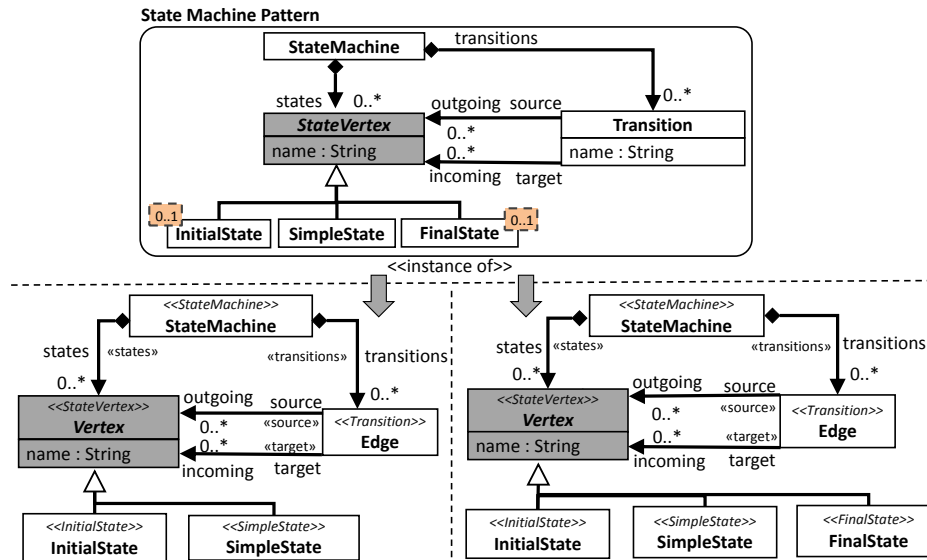 State Machine Pattern
StateMachine
transitions
0..*
states
0..*
outgoing source
StateVertex
Transition
0..*
name : String
name : String
0..*
incoming
target
0..1
0..1
InitialState
SimpleState
FinalState
<<instance of>>
<<StateMachine>>
StateMachine
states
«states»
«transitions»
transitions
0..*
0..*
<<StateVertex>>
Vertex
name : String
outgoing
source
0..*
«source»
0..*
«target»
incoming
target
<<Transition>>
Edge
<<InitialState>>
InitialState
<<SimpleState>>
SimpleState
<<StateMachine>>
StateMachine
states
«states»
«transitions»
transitions
0..*
0..*
<<StateVertex>>
Vertex
name : String
outgoing
source
0..*
«source»
0..*
«target»
incoming
target
<<Transition>>
Edge
<<InitialState>>
InitialState
<<SimpleState>>
SimpleState
<<FinalState>>
FinalState